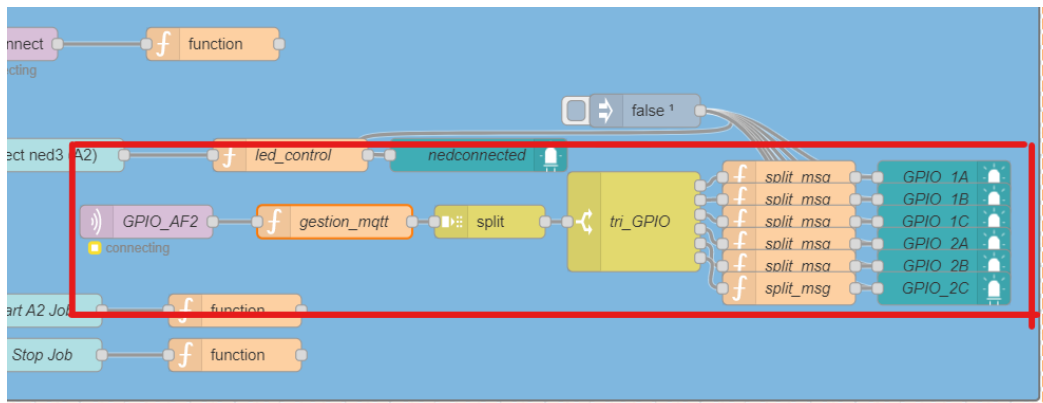 nnect
function
cting
false ¹
ect ned3 (A2)
led_control
nedconnected
GPIO_AF2
gestion_mqtt
split
tri_GPIO
connecting
split_msg
GPIO_1A
split_msg
GPIO_1B
split_msg
GPIO_1C
split_msg
GPIO_2A
split_msg
GPIO_2B
split_msg
GPIO_2C
art A2 Job
function
Stop Job
function